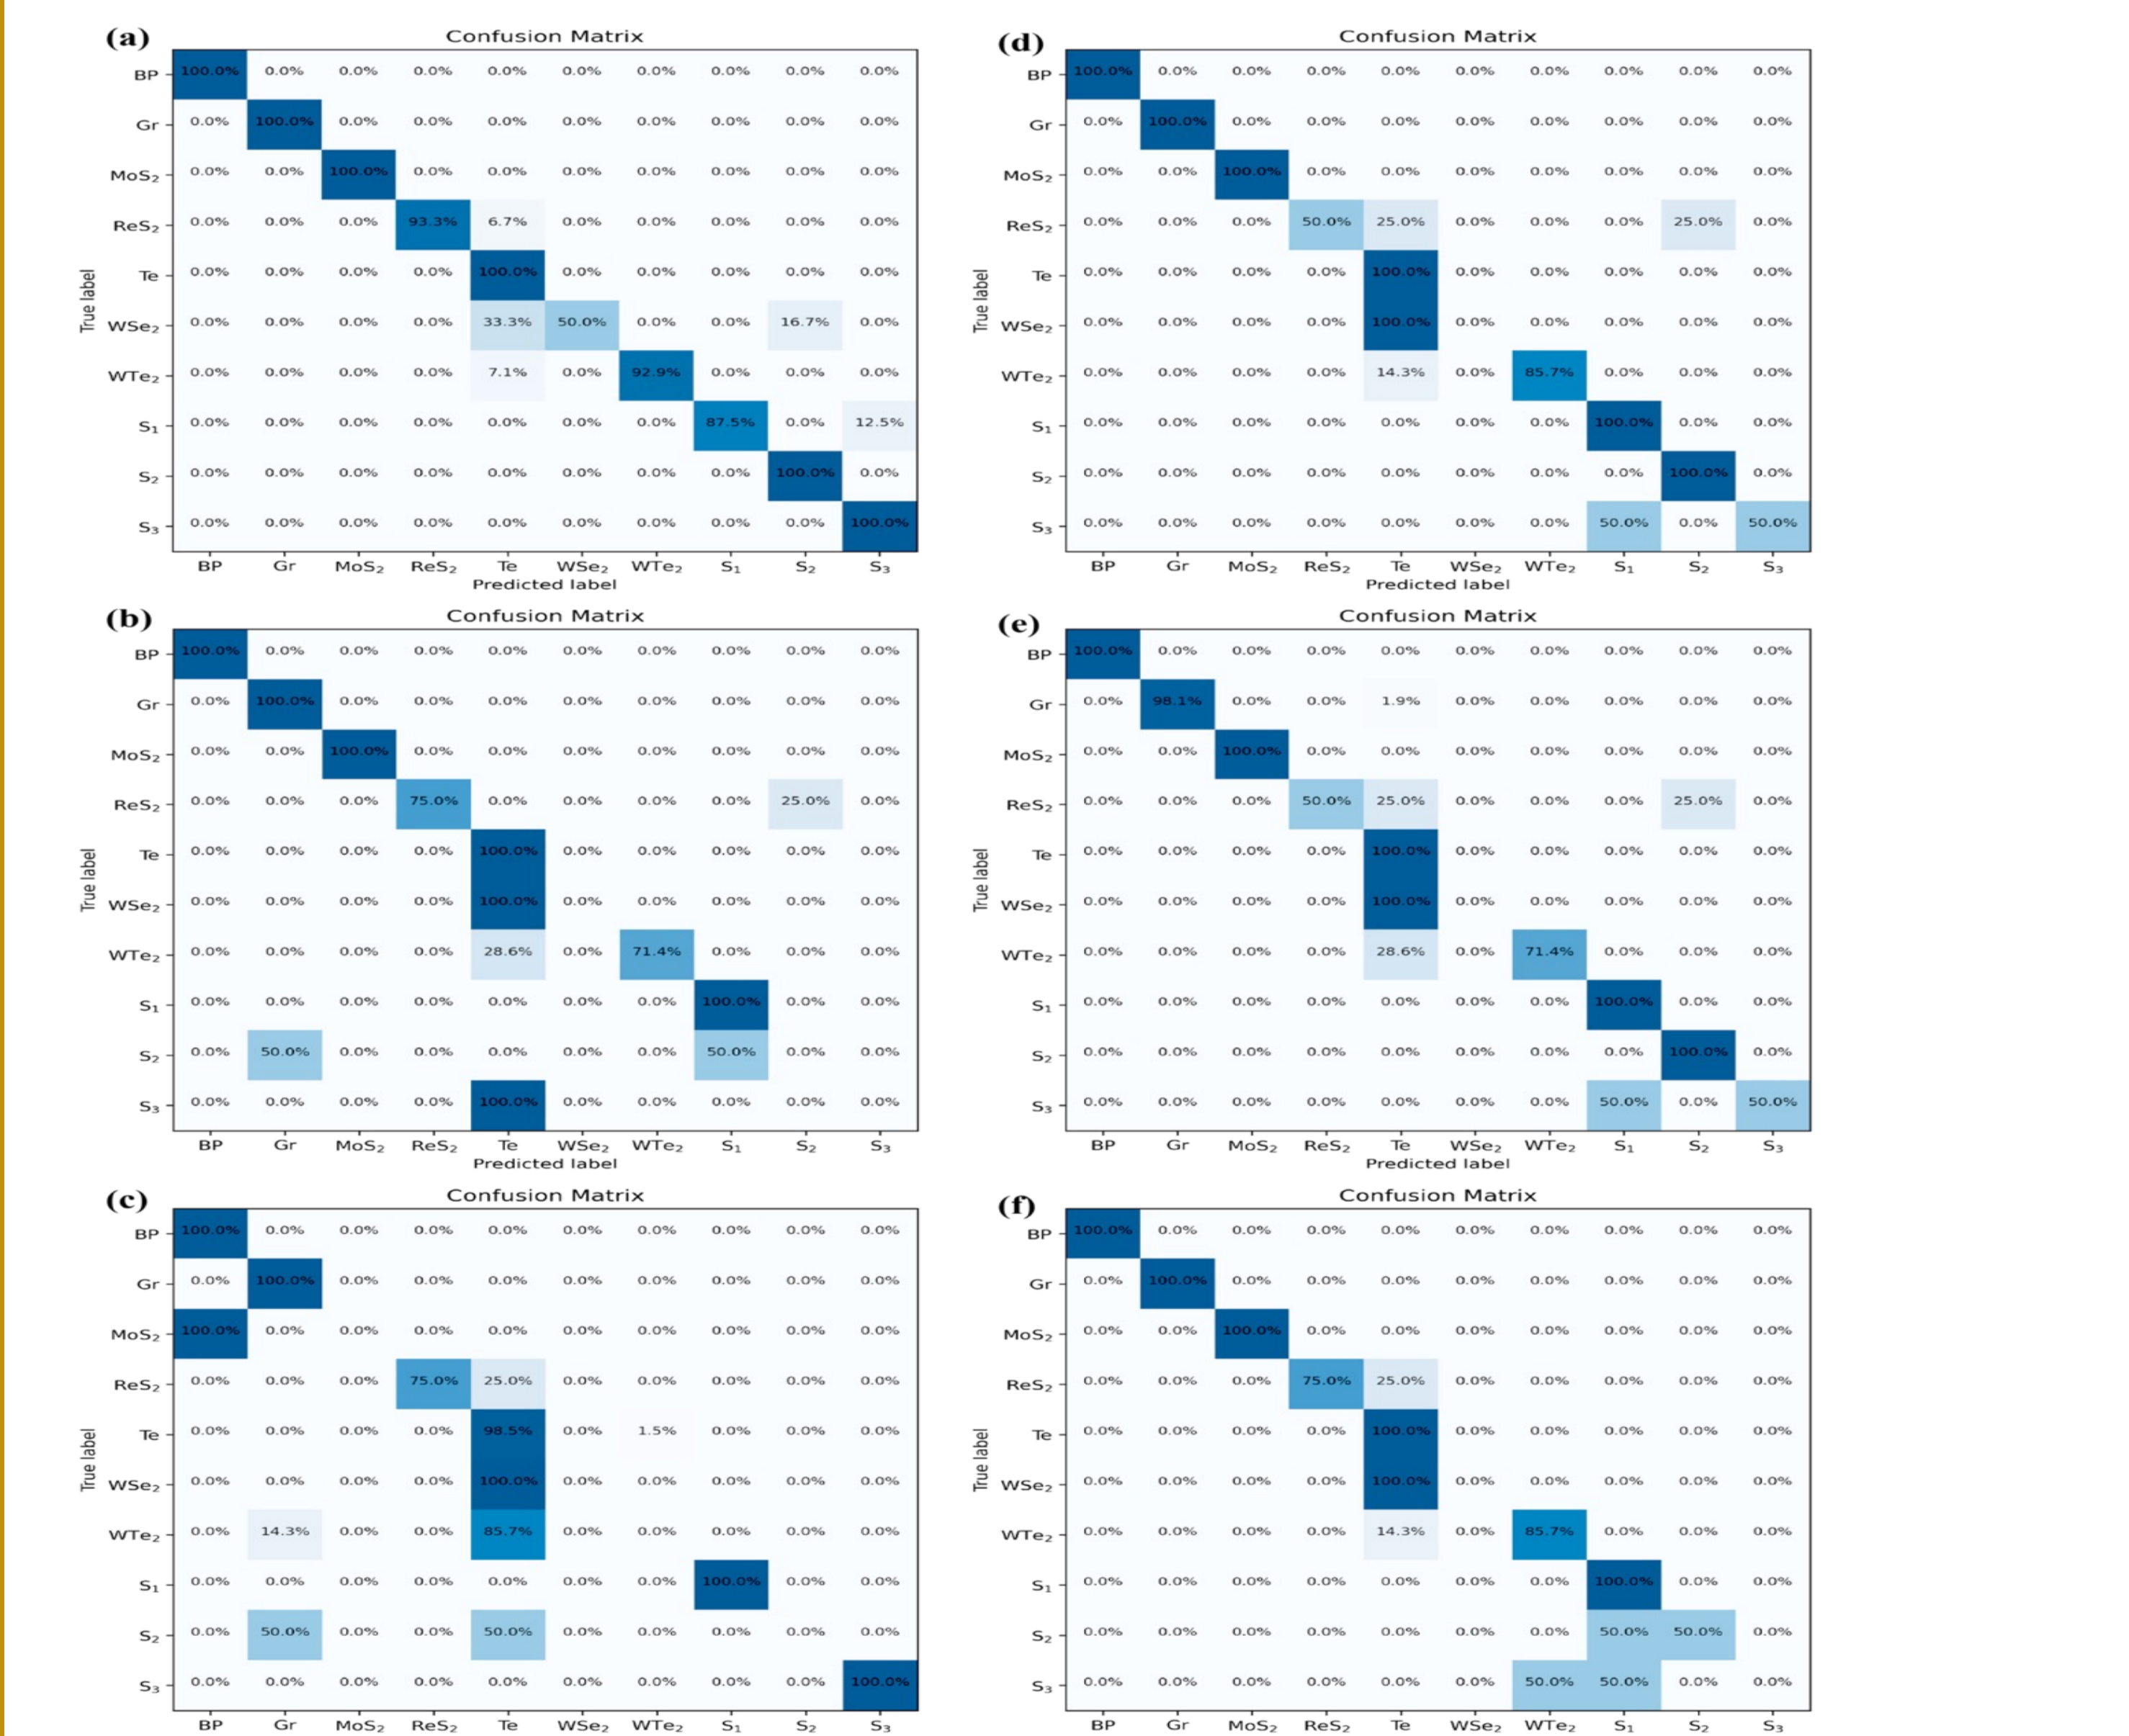 (a)
Confusion Matrix
BP 100.0% 0.0% 0.0% 0.0% 0.0% 0.0% 0.0% 0.0% 0.0% 0.0%
Gr 0.0% 100.0% 0.0% 0.0% 0.0% 0.0% 0.0% 0.0% 0.0% 0.0%
MoS₂ 0.0% 0.0% 100.0% 0.0% 0.0% 0.0% 0.0% 0.0% 0.0% 0.0%
ReS₂ 0.0% 0.0% 0.0% 93.3% 6.7% 0.0% 0.0% 0.0% 0.0% 0.0%
Te 0.0% 0.0% 0.0% 0.0% 100.0% 0.0% 0.0% 0.0% 0.0% 0.0%
True label
WSe₂ 0.0% 0.0% 0.0% 0.0% 33.3% 50.0% 0.0% 0.0% 16.7% 0.0%
WTe₂ 0.0% 0.0% 0.0% 0.0% 7.1% 0.0% 92.9% 0.0% 0.0% 0.0%
S₁ 0.0% 0.0% 0.0% 0.0% 0.0% 0.0% 0.0% 87.5% 0.0% 12.5%
S₂ 0.0% 0.0% 0.0% 0.0% 0.0% 0.0% 0.0% 0.0% 100.0% 0.0%
S₃ 0.0% 0.0% 0.0% 0.0% 0.0% 0.0% 0.0% 0.0% 0.0% 100.0%
BP Gr MoS₂ ReS₂ Te WSe₂ WTe₂ S₁ S₂ S₃
Predicted label
(b)
Confusion Matrix
BP 100.0% 0.0% 0.0% 0.0% 0.0% 0.0% 0.0% 0.0% 0.0% 0.0%
Gr 0.0% 100.0% 0.0% 0.0% 0.0% 0.0% 0.0% 0.0% 0.0% 0.0%
MoS₂ 0.0% 0.0% 100.0% 0.0% 0.0% 0.0% 0.0% 0.0% 0.0% 0.0%
ReS₂ 0.0% 0.0% 0.0% 75.0% 0.0% 0.0% 0.0% 0.0% 25.0% 0.0%
Te 0.0% 0.0% 0.0% 0.0% 100.0% 0.0% 0.0% 0.0% 0.0% 0.0%
True label
WSe₂ 0.0% 0.0% 0.0% 0.0% 100.0% 0.0% 0.0% 0.0% 0.0% 0.0%
WTe₂ 0.0% 0.0% 0.0% 0.0% 28.6% 0.0% 71.4% 0.0% 0.0% 0.0%
S₁ 0.0% 0.0% 0.0% 0.0% 0.0% 0.0% 0.0% 100.0% 0.0% 0.0%
S₂ 0.0% 50.0% 0.0% 0.0% 0.0% 0.0% 0.0% 50.0% 0.0% 0.0%
S₃ 0.0% 0.0% 0.0% 0.0% 100.0% 0.0% 0.0% 0.0% 0.0% 0.0%
BP Gr MoS₂ ReS₂ Te WSe₂ WTe₂ S₁ S₂ S₃
Predicted label
(c)
Confusion Matrix
BP 100.0% 0.0% 0.0% 0.0% 0.0% 0.0% 0.0% 0.0% 0.0% 0.0%
Gr 0.0% 100.0% 0.0% 0.0% 0.0% 0.0% 0.0% 0.0% 0.0% 0.0%
MoS₂ 100.0% 0.0% 0.0% 0.0% 0.0% 0.0% 0.0% 0.0% 0.0% 0.0%
ReS₂ 0.0% 0.0% 0.0% 75.0% 25.0% 0.0% 0.0% 0.0% 0.0% 0.0%
Te 0.0% 0.0% 0.0% 0.0% 98.5% 0.0% 1.5% 0.0% 0.0% 0.0%
True label
WSe₂ 0.0% 0.0% 0.0% 0.0% 100.0% 0.0% 0.0% 0.0% 0.0% 0.0%
WTe₂ 0.0% 14.3% 0.0% 0.0% 85.7% 0.0% 0.0% 0.0% 0.0% 0.0%
S₁ 0.0% 0.0% 0.0% 0.0% 0.0% 0.0% 0.0% 100.0% 0.0% 0.0%
S₂ 0.0% 50.0% 0.0% 0.0% 50.0% 0.0% 0.0% 0.0% 0.0% 0.0%
S₃ 0.0% 0.0% 0.0% 0.0% 0.0% 0.0% 0.0% 0.0% 0.0% 100.0%
BP Gr MoS₂ ReS₂ Te WSe₂ WTe₂ S₁ S₂ S₃
(d)
Confusion Matrix
BP 100.0% 0.0% 0.0% 0.0% 0.0% 0.0% 0.0% 0.0% 0.0% 0.0%
Gr 0.0% 100.0% 0.0% 0.0% 0.0% 0.0% 0.0% 0.0% 0.0% 0.0%
MoS₂ 0.0% 0.0% 100.0% 0.0% 0.0% 0.0% 0.0% 0.0% 0.0% 0.0%
ReS₂ 0.0% 0.0% 0.0% 50.0% 25.0% 0.0% 0.0% 0.0% 25.0% 0.0%
Te 0.0% 0.0% 0.0% 0.0% 100.0% 0.0% 0.0% 0.0% 0.0% 0.0%
True label
WSe₂ 0.0% 0.0% 0.0% 0.0% 100.0% 0.0% 0.0% 0.0% 0.0% 0.0%
WTe₂ 0.0% 0.0% 0.0% 0.0% 14.3% 0.0% 85.7% 0.0% 0.0% 0.0%
S₁ 0.0% 0.0% 0.0% 0.0% 0.0% 0.0% 0.0% 100.0% 0.0% 0.0%
S₂ 0.0% 0.0% 0.0% 0.0% 0.0% 0.0% 0.0% 0.0% 100.0% 0.0%
S₃ 0.0% 0.0% 0.0% 0.0% 0.0% 0.0% 0.0% 50.0% 0.0% 50.0%
BP Gr MoS₂ ReS₂ Te WSe₂ WTe₂ S₁ S₂ S₃
Predicted label
(e)
Confusion Matrix
BP 100.0% 0.0% 0.0% 0.0% 0.0% 0.0% 0.0% 0.0% 0.0% 0.0%
Gr 0.0% 98.1% 0.0% 0.0% 1.9% 0.0% 0.0% 0.0% 0.0% 0.0%
MoS₂ 0.0% 0.0% 100.0% 0.0% 0.0% 0.0% 0.0% 0.0% 0.0% 0.0%
ReS₂ 0.0% 0.0% 0.0% 50.0% 25.0% 0.0% 0.0% 0.0% 25.0% 0.0%
Te 0.0% 0.0% 0.0% 0.0% 100.0% 0.0% 0.0% 0.0% 0.0% 0.0%
True label
WSe₂ 0.0% 0.0% 0.0% 0.0% 100.0% 0.0% 0.0% 0.0% 0.0% 0.0%
WTe₂ 0.0% 0.0% 0.0% 0.0% 28.6% 0.0% 71.4% 0.0% 0.0% 0.0%
S₁ 0.0% 0.0% 0.0% 0.0% 0.0% 0.0% 0.0% 100.0% 0.0% 0.0%
S₂ 0.0% 0.0% 0.0% 0.0% 0.0% 0.0% 0.0% 0.0% 100.0% 0.0%
S₃ 0.0% 0.0% 0.0% 0.0% 0.0% 0.0% 0.0% 50.0% 0.0% 50.0%
BP Gr MoS₂ ReS₂ Te WSe₂ WTe₂ S₁ S₂ S₃
Predicted label
(f)
Confusion Matrix
BP 100.0% 0.0% 0.0% 0.0% 0.0% 0.0% 0.0% 0.0% 0.0% 0.0%
Gr 0.0% 100.0% 0.0% 0.0% 0.0% 0.0% 0.0% 0.0% 0.0% 0.0%
MoS₂ 0.0% 0.0% 100.0% 0.0% 0.0% 0.0% 0.0% 0.0% 0.0% 0.0%
ReS₂ 0.0% 0.0% 0.0% 75.0% 25.0% 0.0% 0.0% 0.0% 0.0% 0.0%
Te 0.0% 0.0% 0.0% 0.0% 100.0% 0.0% 0.0% 0.0% 0.0% 0.0%
True label
WSe₂ 0.0% 0.0% 0.0% 0.0% 100.0% 0.0% 0.0% 0.0% 0.0% 0.0%
WTe₂ 0.0% 0.0% 0.0% 0.0% 14.3% 0.0% 85.7% 0.0% 0.0% 0.0%
S₁ 0.0% 0.0% 0.0% 0.0% 0.0% 0.0% 0.0% 100.0% 0.0% 0.0%
S₂ 0.0% 0.0% 0.0% 0.0% 0.0% 0.0% 0.0% 50.0% 50.0% 0.0%
S₃ 0.0% 0.0% 0.0% 0.0% 0.0% 0.0% 50.0% 50.0% 0.0% 0.0%
BP Gr MoS₂ ReS₂ Te WSe₂ WTe₂ S₁ S₂ S₃